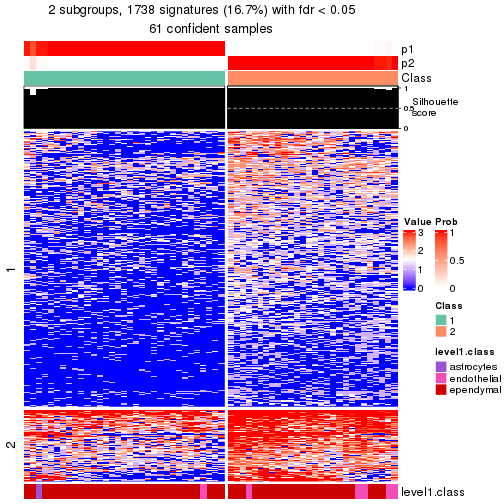 2 subgroups, 1738 signatures (16.7%) with fdr < 0.05
61 confident samples
p1
p2
Class
1
0.5
0
Silhouette
score
1
2
Value
3
2
1
0
Prob
1
0.5
0
Class
1
2
level1.class
astrocytes
endothelial
ependymal
level1.class